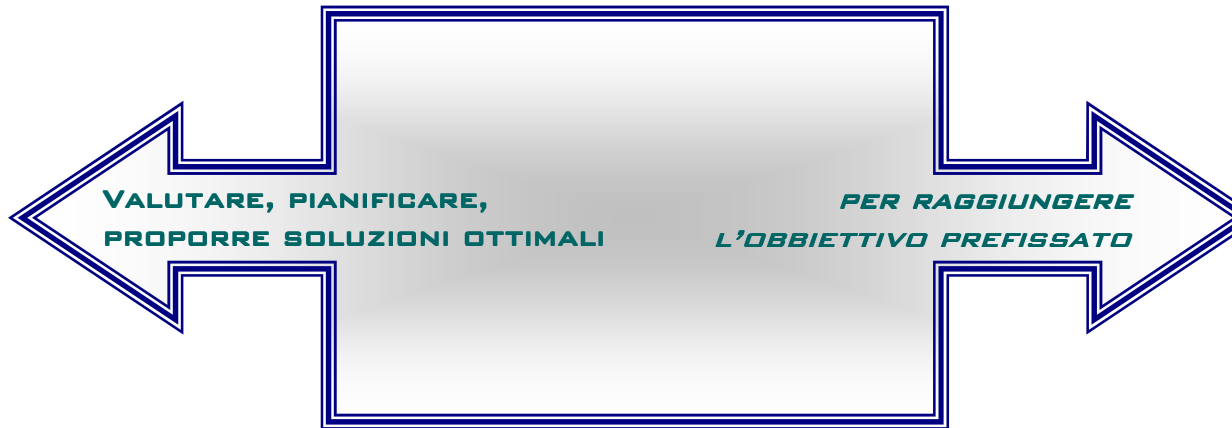 Valutare, pianificare,
proporre soluzioni ottimali
per raggiungere
l’obbiettivo prefissato